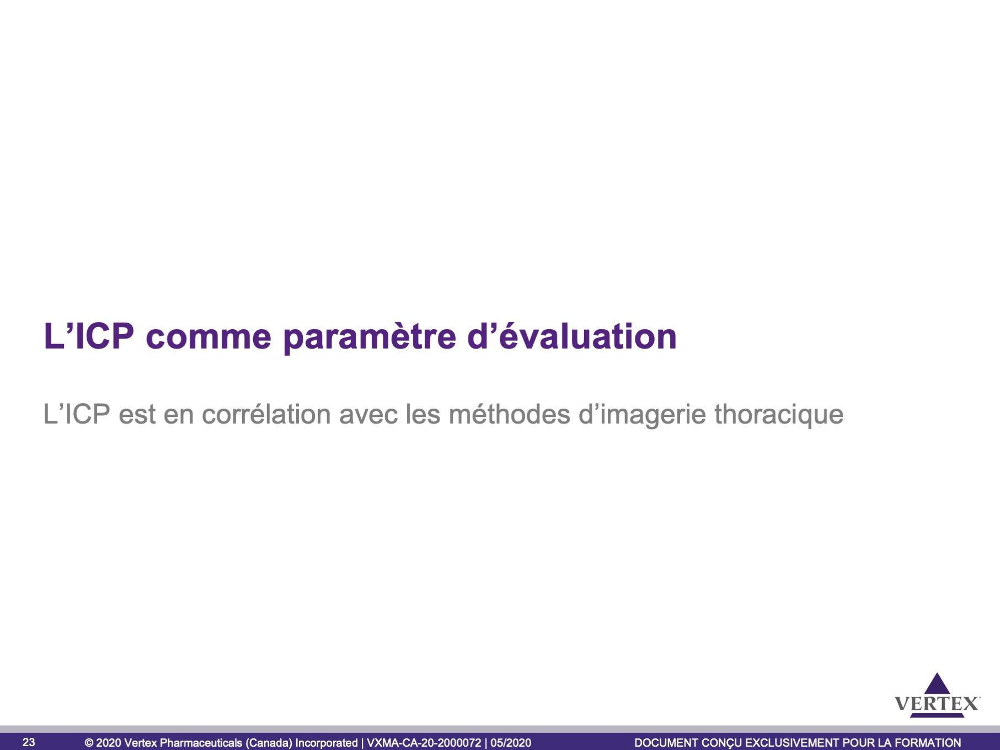 L’ICP comme paramètre d’évaluation
L’ICP est en corrélation avec les méthodes d’imagerie thoracique
VERTEX
23 © 2020 Vertex Pharmaceuticals (Canada) Incorporated | VXMA-CA-20-2000072 | 05/2020 DOCUMENT CONÇU EXCLUSIVEMENT POUR LA FORMATION